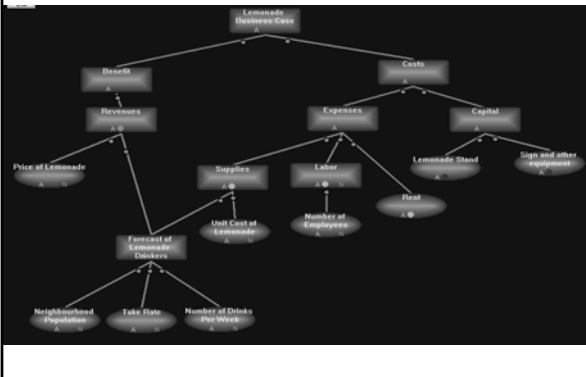 Lemonade
Business Case
A
Benefit
A
Costs
A
Revenues
A
Expenses
A
Capital
A
Price of Lemonade
A N
Supplies
A
Labor
A N
Lemonade Stand
A
Sign and other
equipment
A
Rent
A
Unit Cost of
Lemonade
A N
Number of
Employees
A N
Forecast of
Lemonade
Drinkers
Neighbourhood
Population
A N
Take Rate
A N
Number of Drinks
Per Week
A N